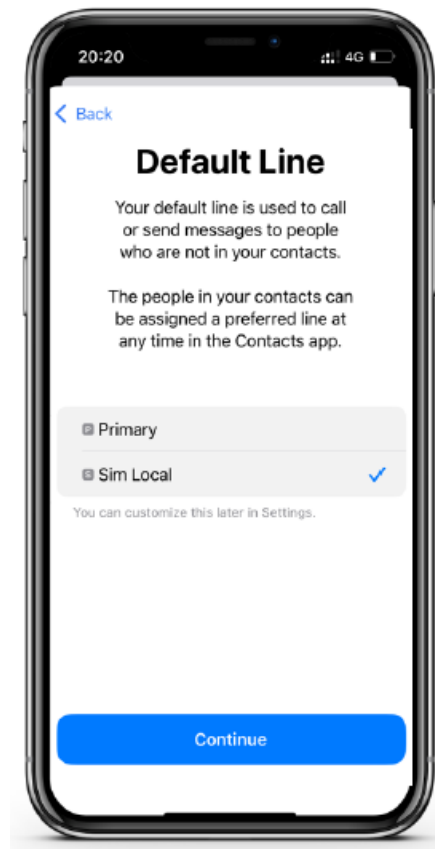 20:20
4G
Back
Default Line
Your default line is used to call
or send messages to people
who are not in your contacts.
The people in your contacts can
be assigned a preferred line at
any time in the Contacts app.
P Primary
S Sim Local
You can customize this later in Settings.
Continue